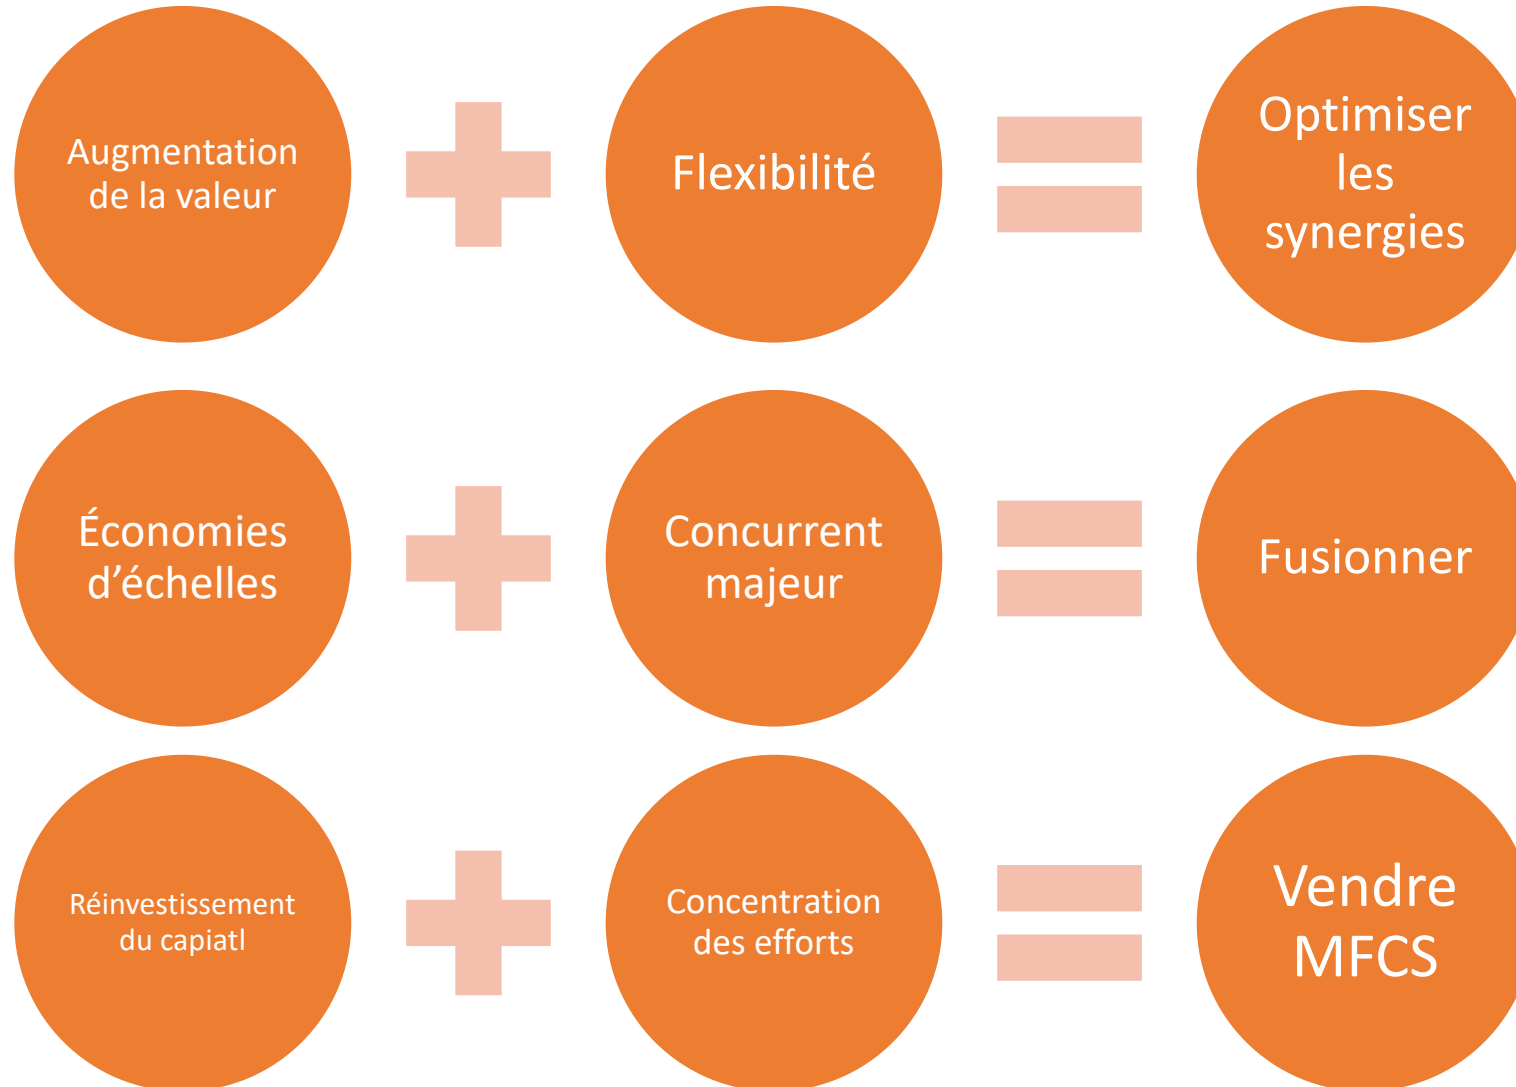 Augmentation
de la valeur
Flexibilité
Optimiser
les
synergies
Économies
d’échelles
Concurrent
majeur
Fusionner
Réinvestissement
du capiatl
Concentration
des efforts
Vendre
MFCS